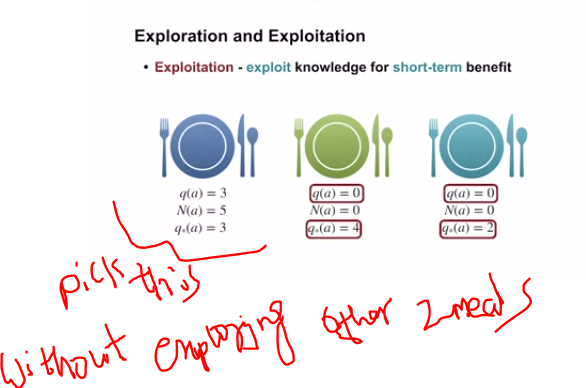 Exploration and Exploitation
• Exploitation - exploit knowledge for short-term benefit
q(a) = 3 q(a) = 0 q(a) = 0
N(a) = 5 N(a) = 0 N(a) = 0
q*(a) = 3 q*(a) = 4 q*(a) = 2
pick this
without exploring other 2 meals